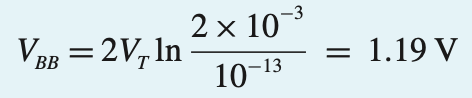 V_BB = 2V_T ln (2 × 10⁻³ / 10⁻¹³) = 1.19 V